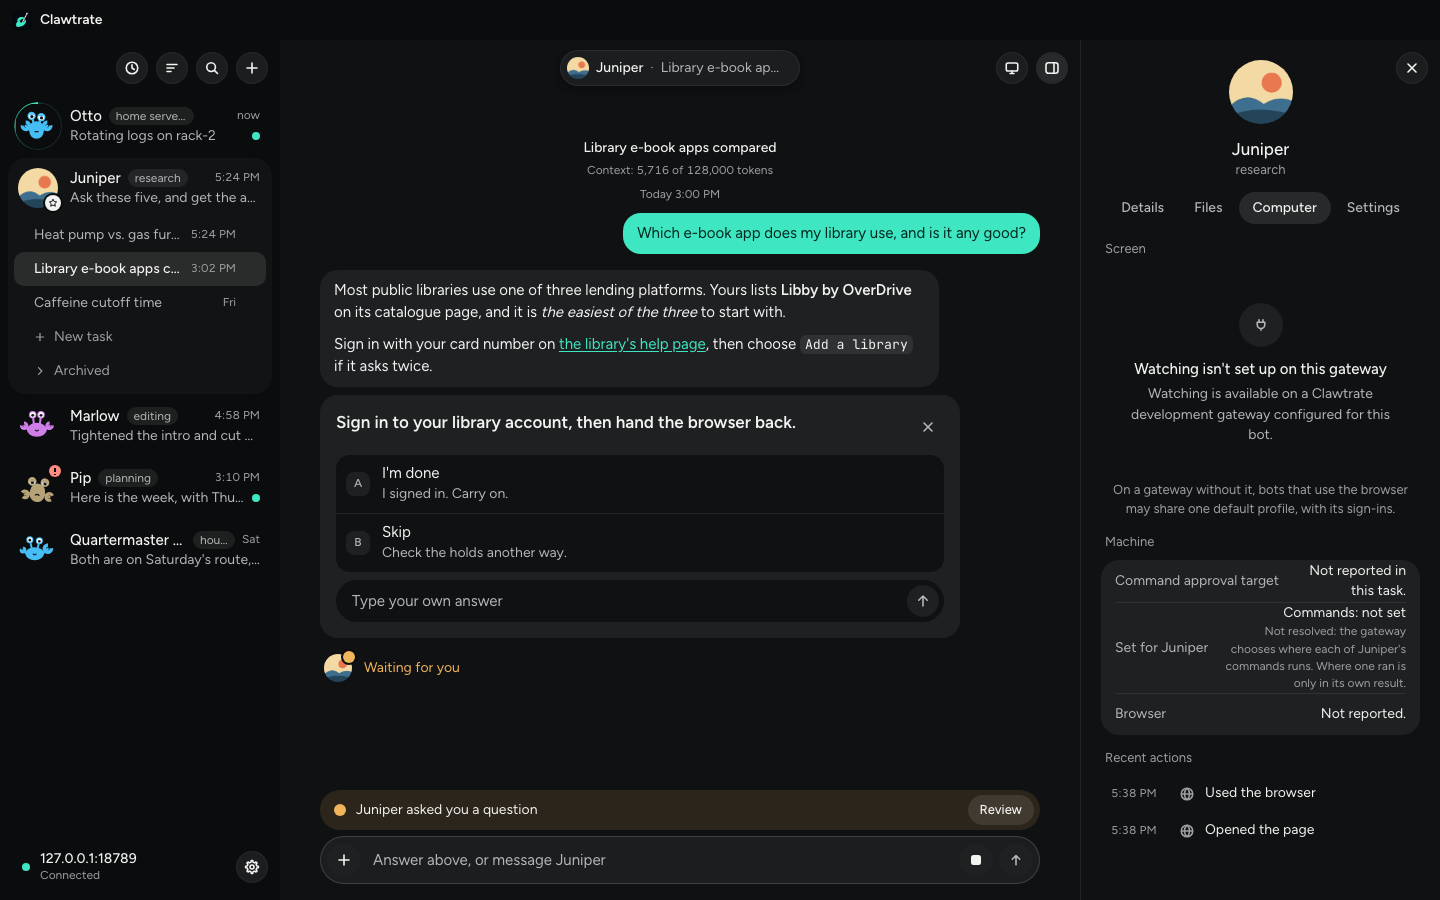 Clawtrate
Otto
home serve...
now
Rotating logs on rack-2
Juniper
research
5:24 PM
Ask these five, and get the a...
Heat pump vs. gas fur...
5:24 PM
Library e-book apps c...
3:02 PM
Caffeine cutoff time
Fri
New task
Archived
Marlow
editing
4:58 PM
Tightened the intro and cut ...
Pip
planning
3:10 PM
Here is the week, with Thu...
Quartermaster ...
hou...
Sat
Both are on Saturday's route,...
127.0.0.1:18789
Connected
Juniper · Library e-book ap...
Library e-book apps compared
Context: 5,716 of 128,000 tokens
Today 3:00 PM
Which e-book app does my library use, and is it any good?
Most public libraries use one of three lending platforms. Yours lists Libby by OverDrive
on its catalogue page, and it is the easiest of the three to start with.
Sign in with your card number on the library's help page, then choose Add a library
if it asks twice.
Sign in to your library account, then hand the browser back.
A
I'm done
I signed in. Carry on.
B
Skip
Check the holds another way.
Type your own answer
Waiting for you
Juniper asked you a question
Review
Answer above, or message Juniper
Juniper
research
Details
Files
Computer
Settings
Screen
Watching isn't set up on this gateway
Watching is available on a Clawtrate
development gateway configured for this
bot.
On a gateway without it, bots that use the browser
may share one default profile, with its sign-ins.
Machine
Command approval target
Not reported in
this task.
Set for Juniper
Commands: not set
Not resolved: the gateway
chooses where each of Juniper's
commands runs. Where one ran is
only in its own result.
Browser
Not reported.
Recent actions
5:38 PM
Used the browser
5:38 PM
Opened the page